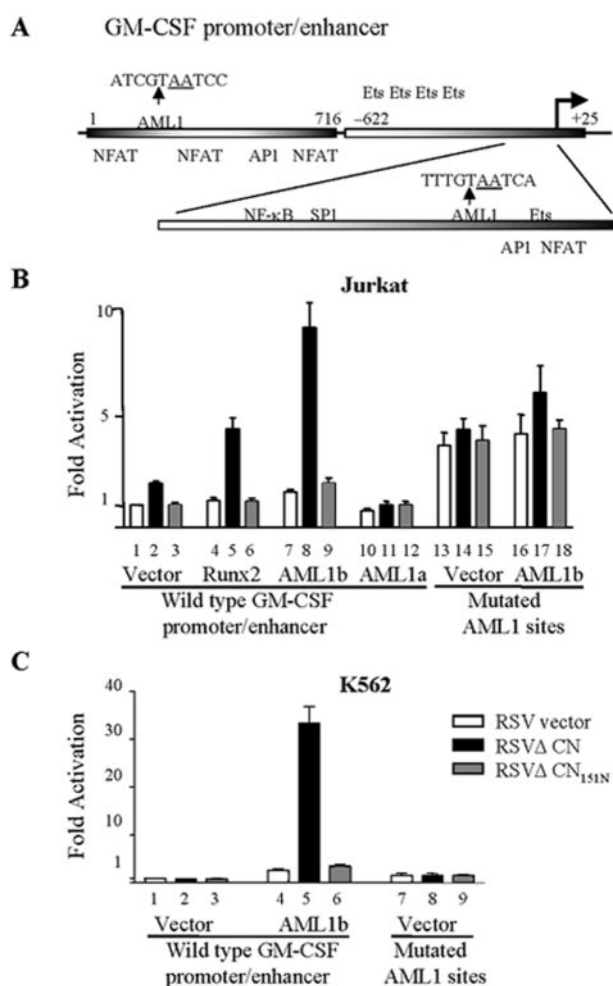 A GM-CSF promoter/enhancer
ATCGTAATCC
Ets Ets Ets Ets
1 716 −622 +25
AML1
NFAT NFAT AP1 NFAT
TTTGTAATCA
NF-κB SP1 AML1 Ets
AP1 NFAT
B Jurkat
Fold Activation
10
5
1
1 2 3 4 5 6 7 8 9 10 11 12 13 14 15 16 17 18
Vector Runx2 AML1b AML1a Vector AML1b
Wild type GM-CSF promoter/enhancer
Mutated AML1 sites
C K562
Fold Activation
40
30
20
10
1
RSV vector
RSVΔ CN
RSVΔ CN151N
1 2 3 4 5 6 7 8 9
Vector AML1b Vector
Wild type GM-CSF promoter/enhancer
Mutated AML1 sites